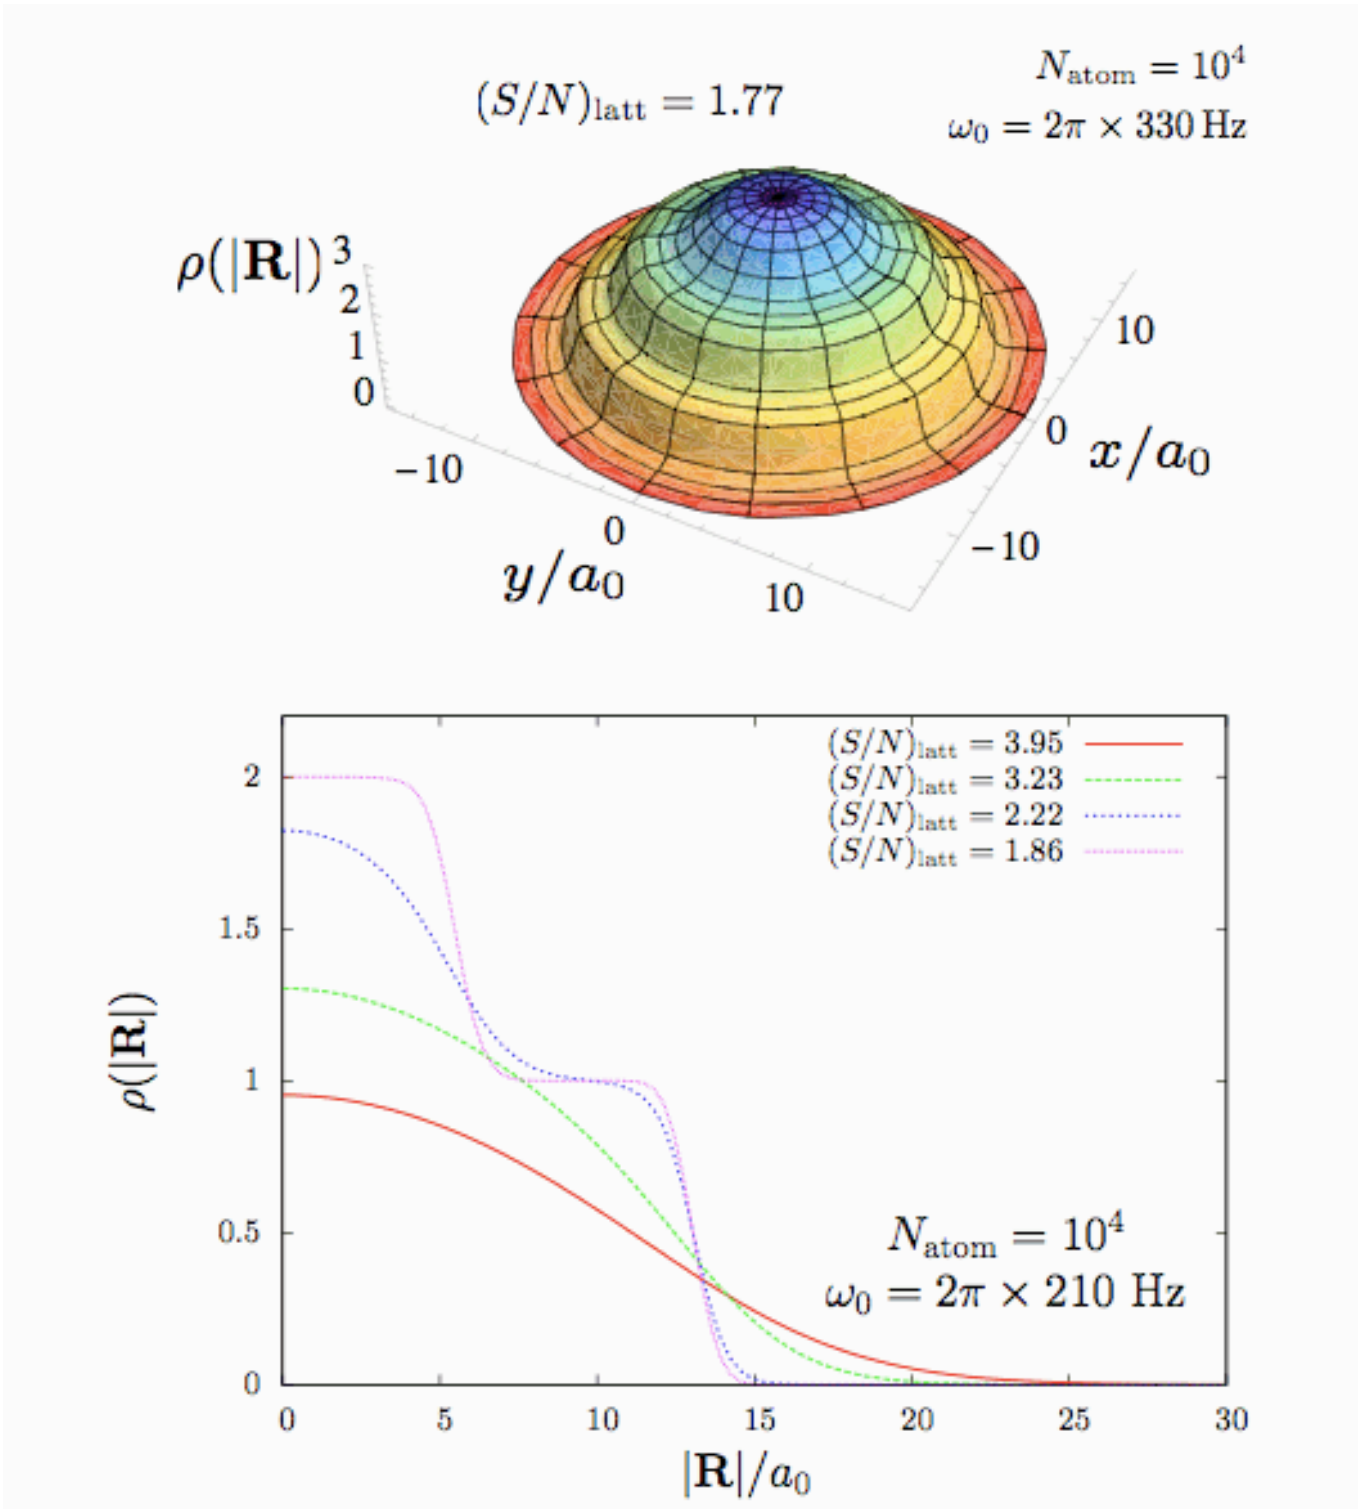 (S/N)latt = 1.77
Natom = 10^4
ω0 = 2π × 330 Hz
ρ(|R|)
3
2
1
0
−10
0
10
y/a0
10
0
−10
x/a0
(S/N)latt = 3.95
(S/N)latt = 3.23
(S/N)latt = 2.22
(S/N)latt = 1.86
2
1.5
1
0.5
0
ρ(|R|)
Natom = 10^4
ω0 = 2π × 210 Hz
0 5 10 15 20 25 30
|R|/a0